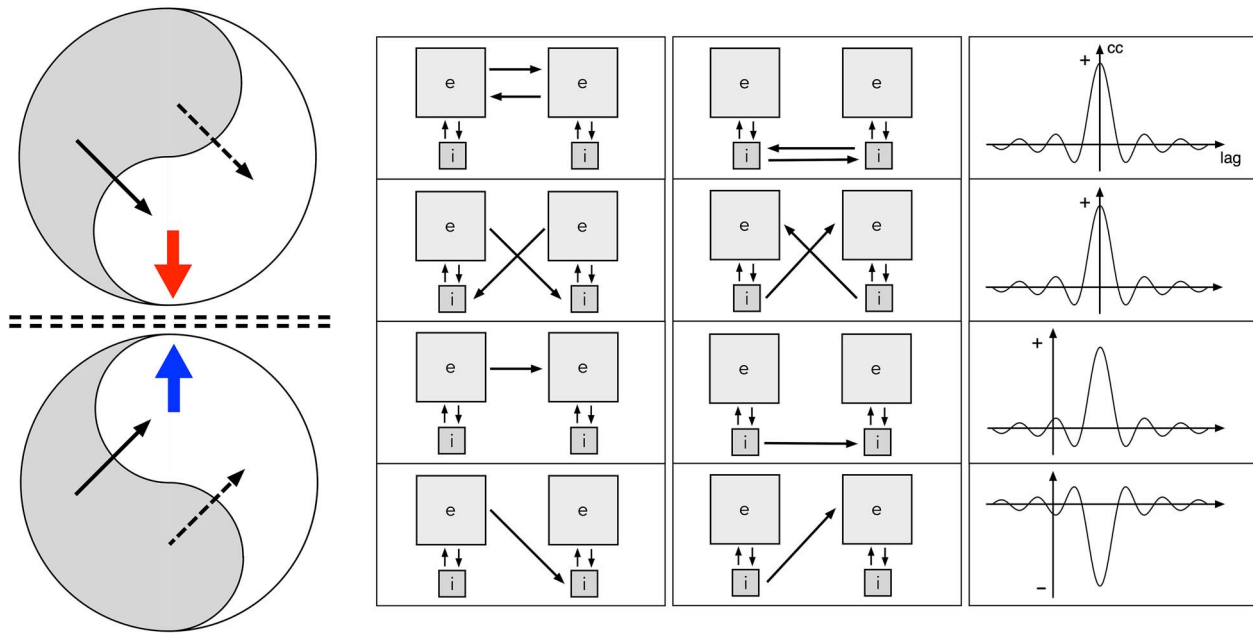 e e e e + cc
i i i i lag
e e e e +
i i i i
e e e e +
i i i i
e e e e
i i i i −